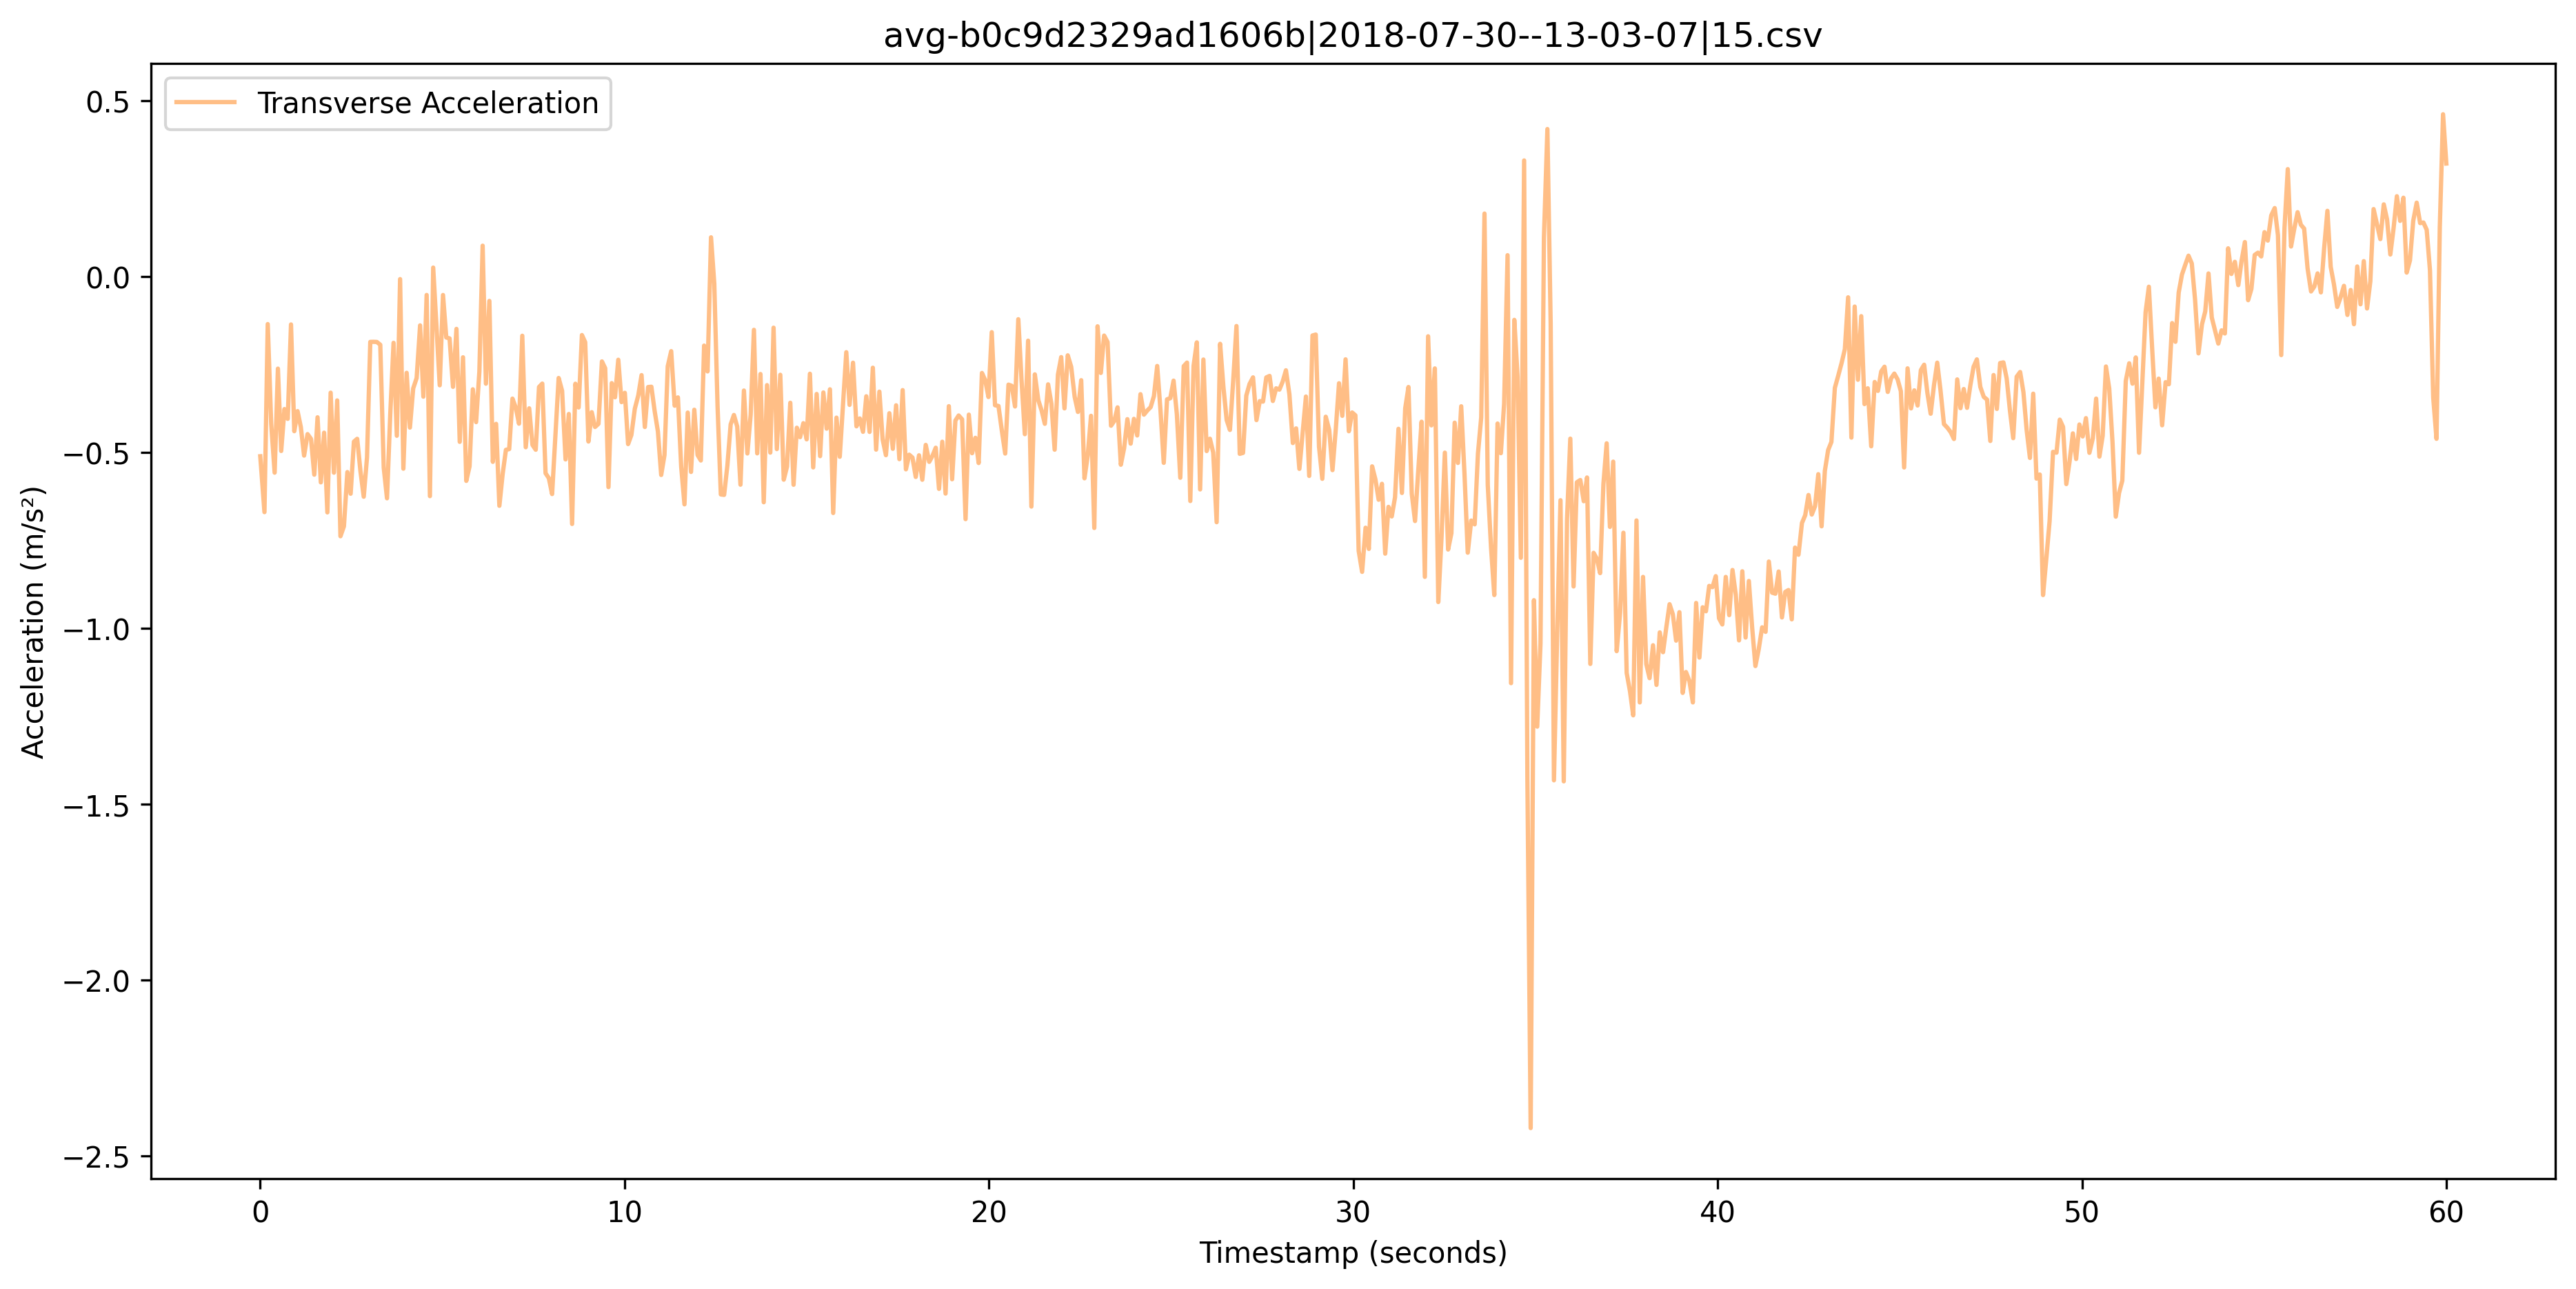 avg-b0c9d2329ad1606b|2018-07-30--13-03-07|15.csv
Transverse Acceleration
Acceleration (m/s²)
0.5
0.0
−0.5
−1.0
−1.5
−2.0
−2.5
0 10 20 30 40 50 60
Timestamp (seconds)